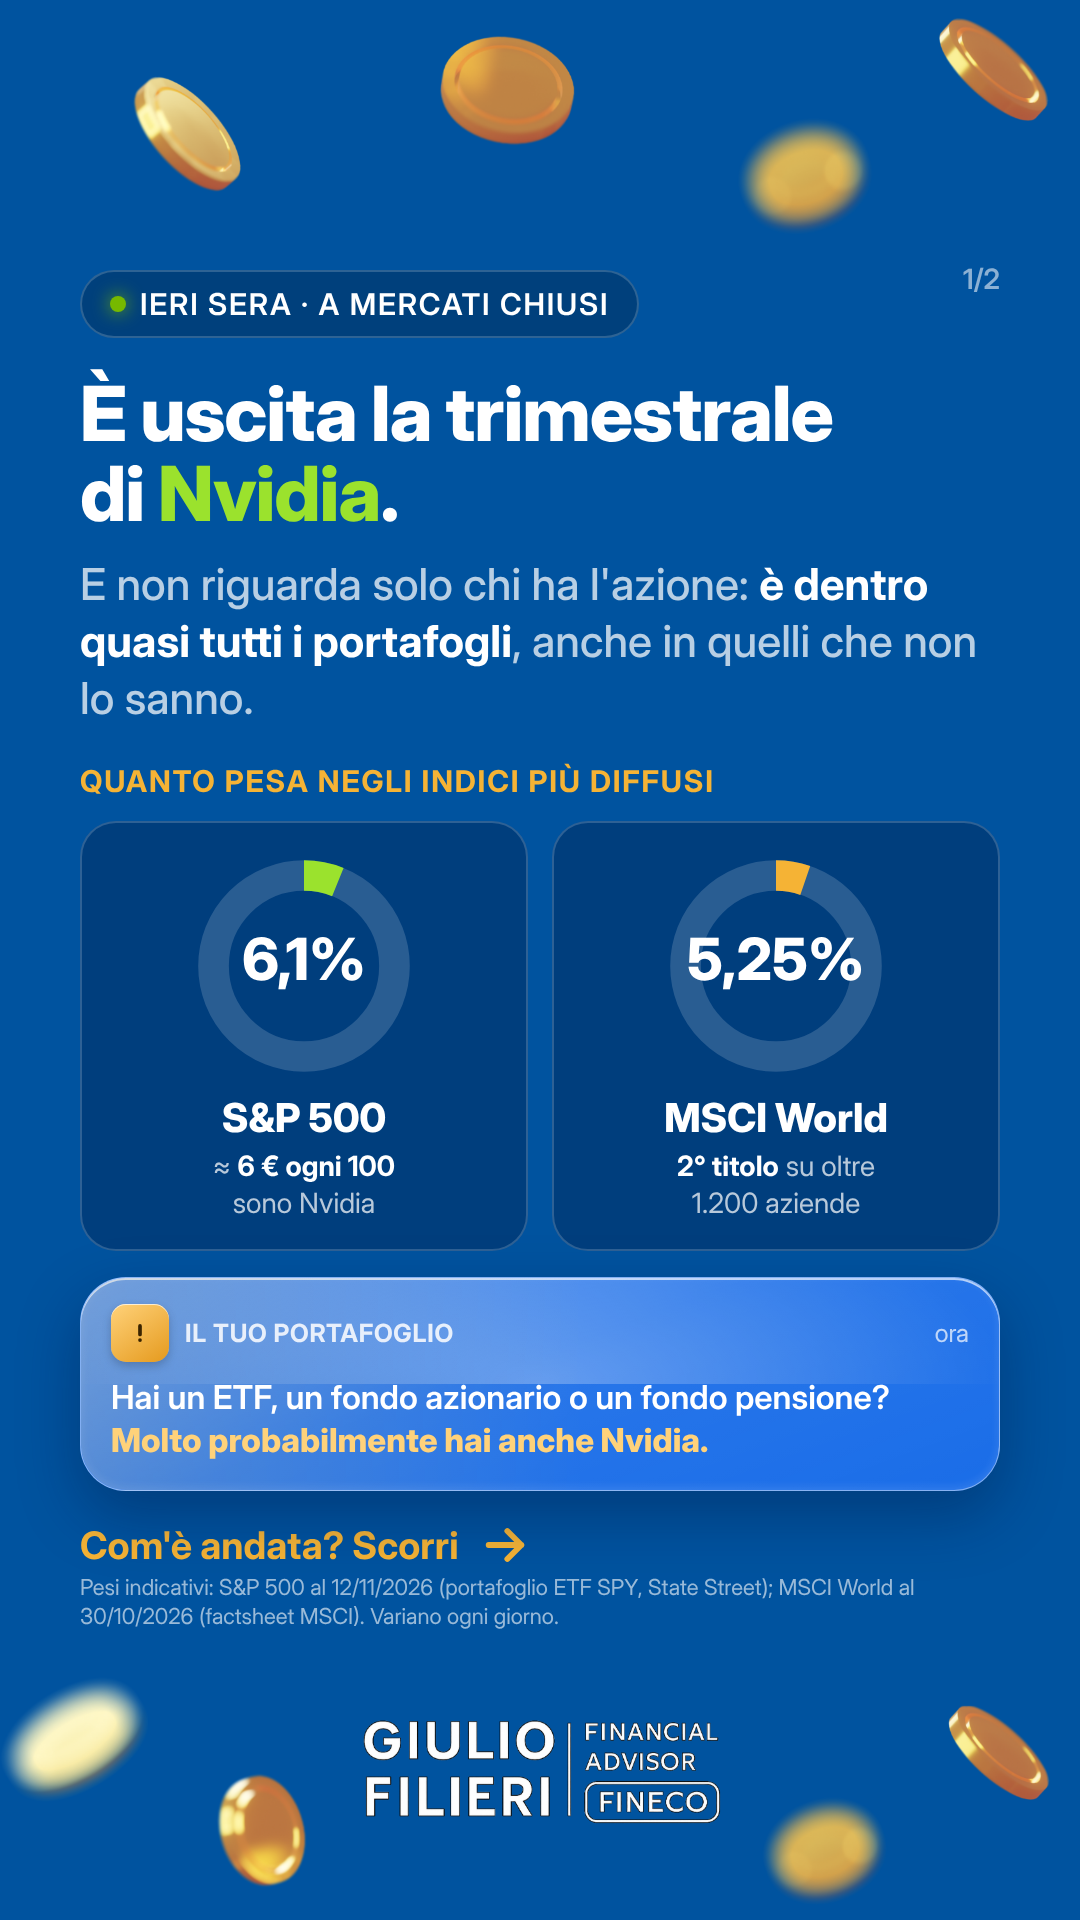 IERI SERA · A MERCATI CHIUSI
1/2
È uscita la trimestrale
di Nvidia.
E non riguarda solo chi ha l'azione: è dentro
quasi tutti i portafogli, anche in quelli che non
lo sanno.
QUANTO PESA NEGLI INDICI PIÙ DIFFUSI
6,1%
S&P 500
≈ 6 € ogni 100
sono Nvidia
5,25%
MSCI World
2° titolo su oltre
1.200 aziende
!
IL TUO PORTAFOGLIO
ora
Hai un ETF, un fondo azionario o un fondo pensione?
Molto probabilmente hai anche Nvidia.
Com'è andata? Scorri →
Pesi indicativi: S&P 500 al 12/11/2026 (portafoglio ETF SPY, State Street); MSCI World al
30/10/2026 (factsheet MSCI). Variano ogni giorno.
GIULIO
FILIERI
FINANCIAL
ADVISOR
FINECO